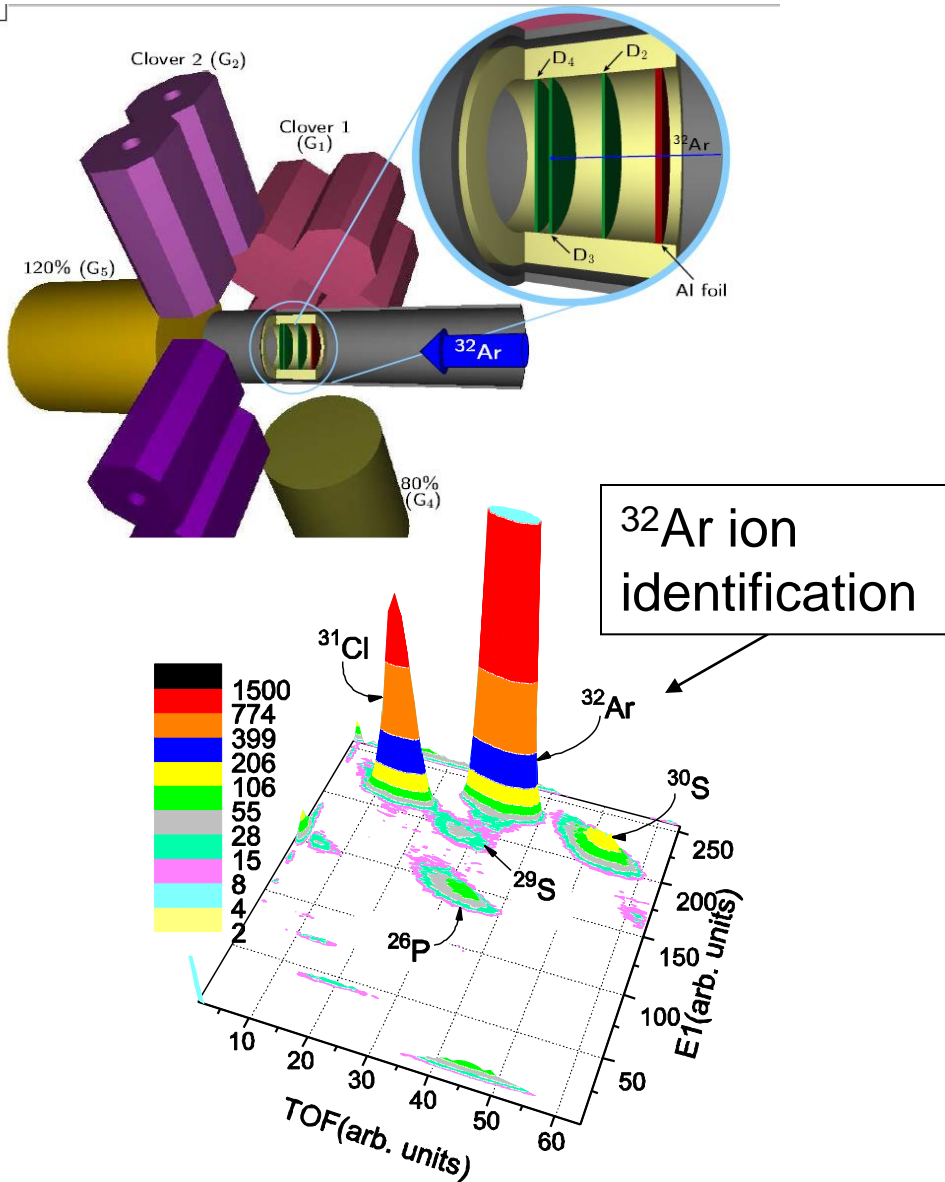 Clover 2 (G₂)
Clover 1
(G₁)
120% (G₅)
80%
(G₄)
³²Ar
D₄
D₂
³²Ar
D₃
Al foil
³²Ar ion
identification
³¹Cl
³²Ar
³⁰S
²⁹S
²⁶P
1500
774
399
206
106
55
28
15
8
4
2
10
20
30
40
50
60
TOF(arb. units)
50
100
150
200
250
E1(arb. units)